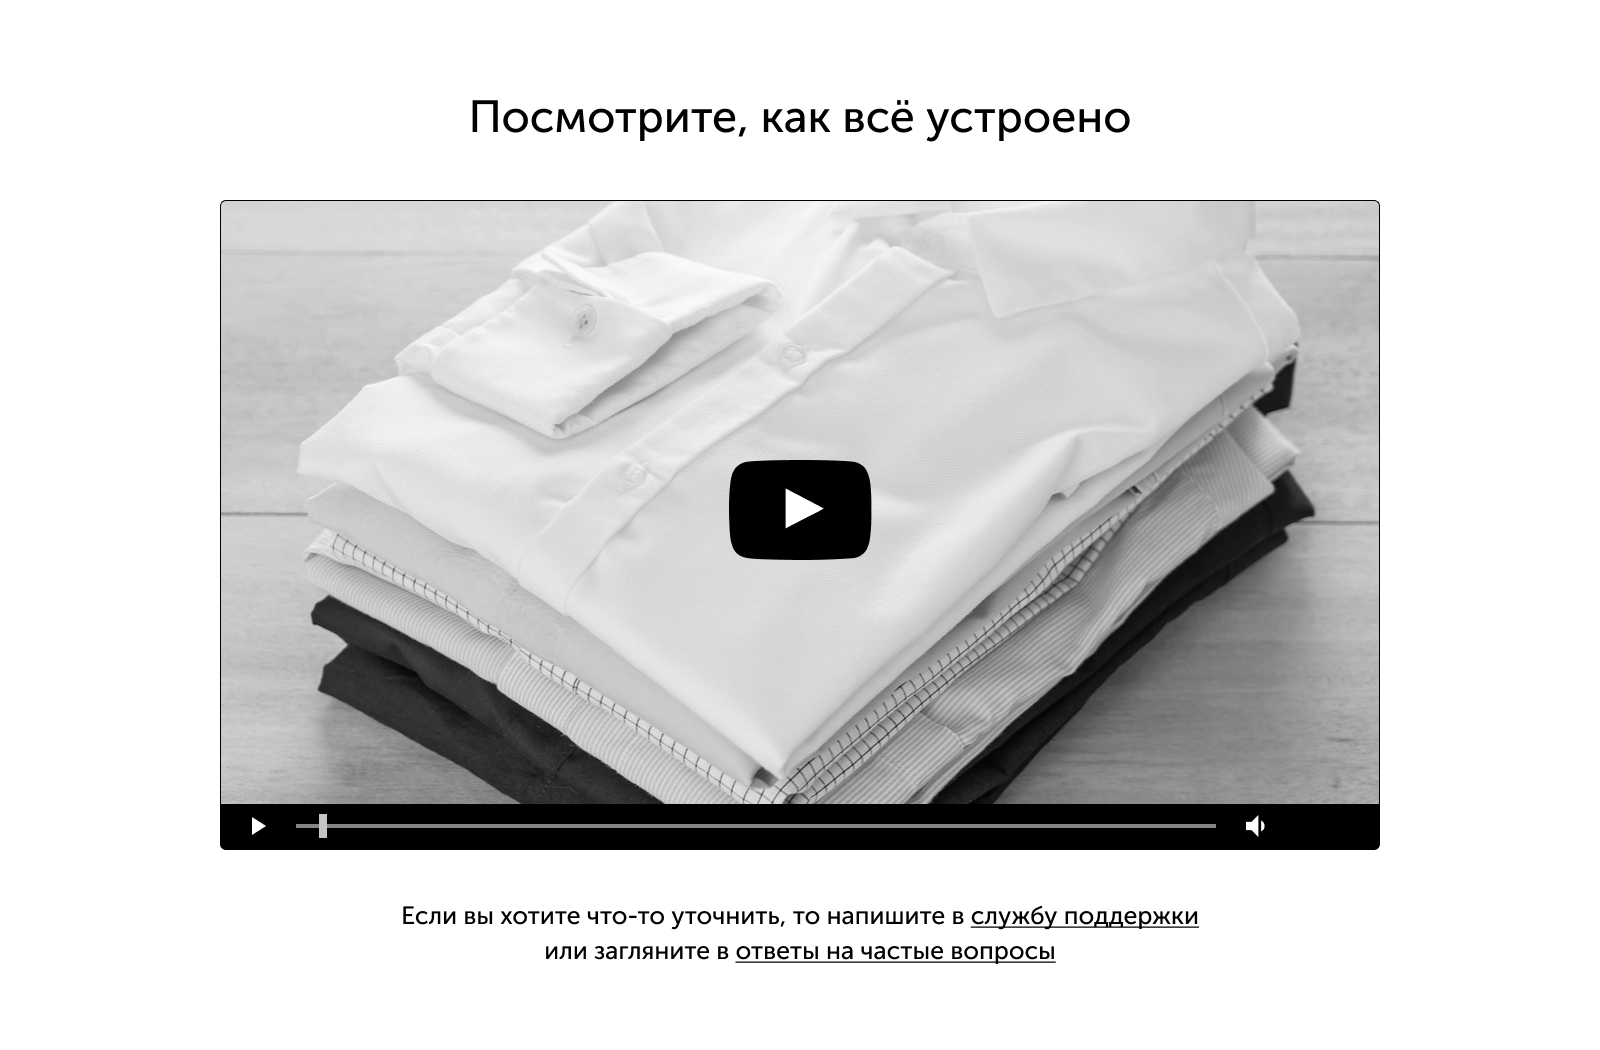 Посмотрите, как всё устроено
Если вы хотите что-то уточнить, то напишите в службу поддержки
или загляните в ответы на частые вопросы